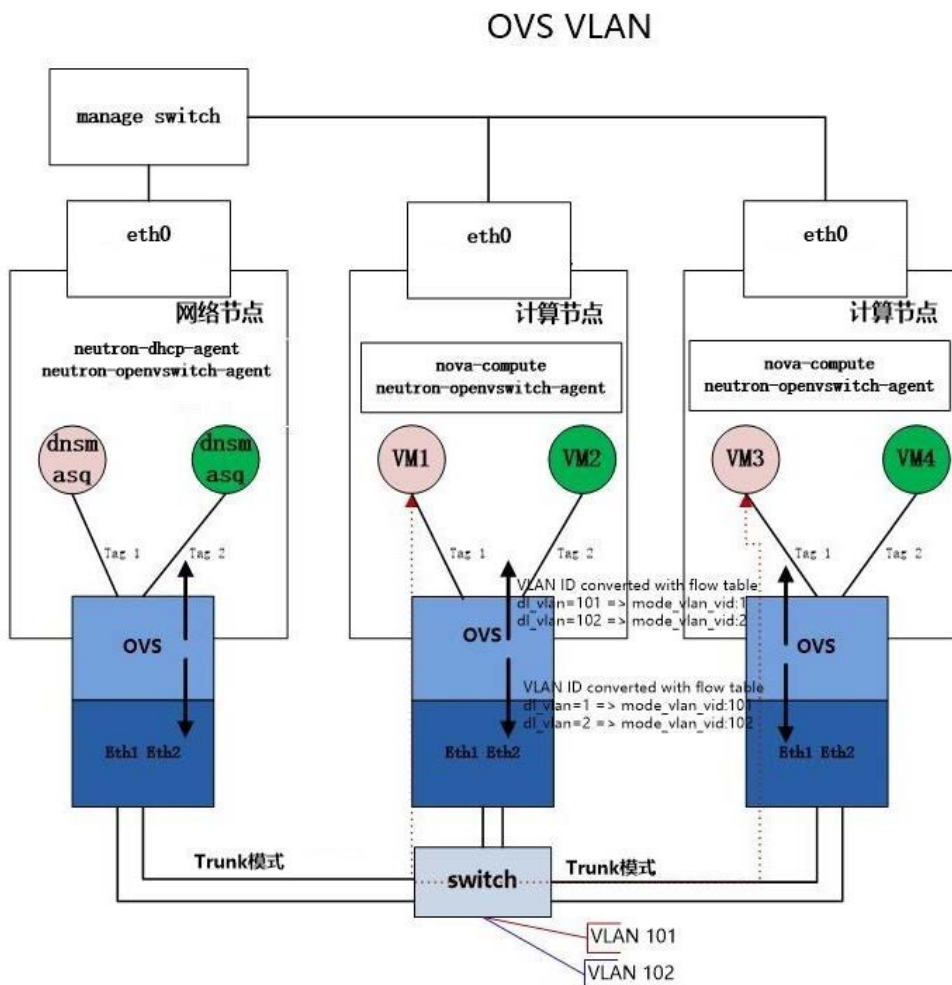 OVS VLAN
manage switch
eth0
eth0
eth0
网络节点
neutron-dhcp-agent
neutron-openvswitch-agent
计算节点
nova-compute
neutron-openvswitch-agent
计算节点
nova-compute
neutron-openvswitch-agent
dnsm
asq
dnsm
asq
VM1
VM2
VM3
VM4
Tag 1
Tag 2
Tag 1
Tag 2
Tag 1
Tag 2
VLAN ID converted with flow table
dl_vlan=101 => mode_vlan_vid:1
dl_vlan=102 => mode_vlan_vid:2
OVS
OVS
OVS
VLAN ID converted with flow table
dl_vlan=1 => mode_vlan_vid:101
dl_vlan=2 => mode_vlan_vid:102
Eth1 Eth2
Eth1 Eth2
Eth1 Eth2
Trunk模式
switch
Trunk模式
VLAN 101
VLAN 102